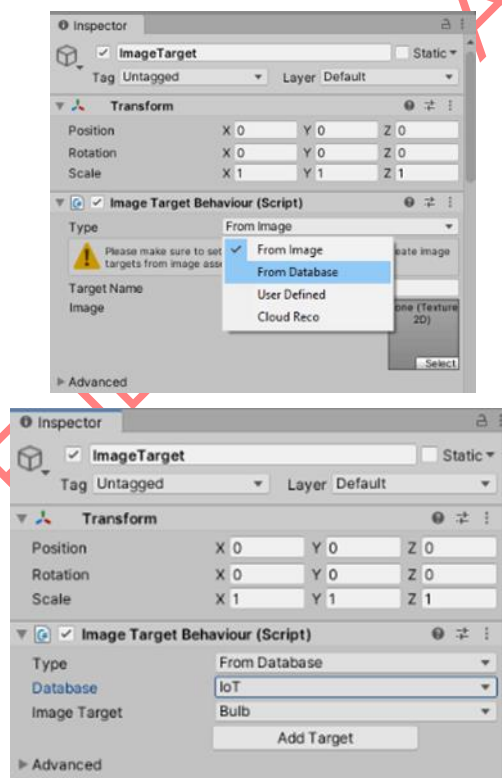 Inspector
ImageTarget Static
Tag Untagged Layer Default
Transform
Position X 0 Y 0 Z 0
Rotation X 0 Y 0 Z 0
Scale X 1 Y 1 Z 1
Image Target Behaviour (Script)
Type From Image
Please make sure to set
From Image
eate image
targets from image asse
From Database
Target Name
User Defined
Image
Cloud Reco
one (Texture
2D)
Select
Advanced
Inspector
ImageTarget Static
Tag Untagged Layer Default
Transform
Position X 0 Y 0 Z 0
Rotation X 0 Y 0 Z 0
Scale X 1 Y 1 Z 1
Image Target Behaviour (Script)
Type From Database
Database IoT
Image Target Bulb
Add Target
Advanced